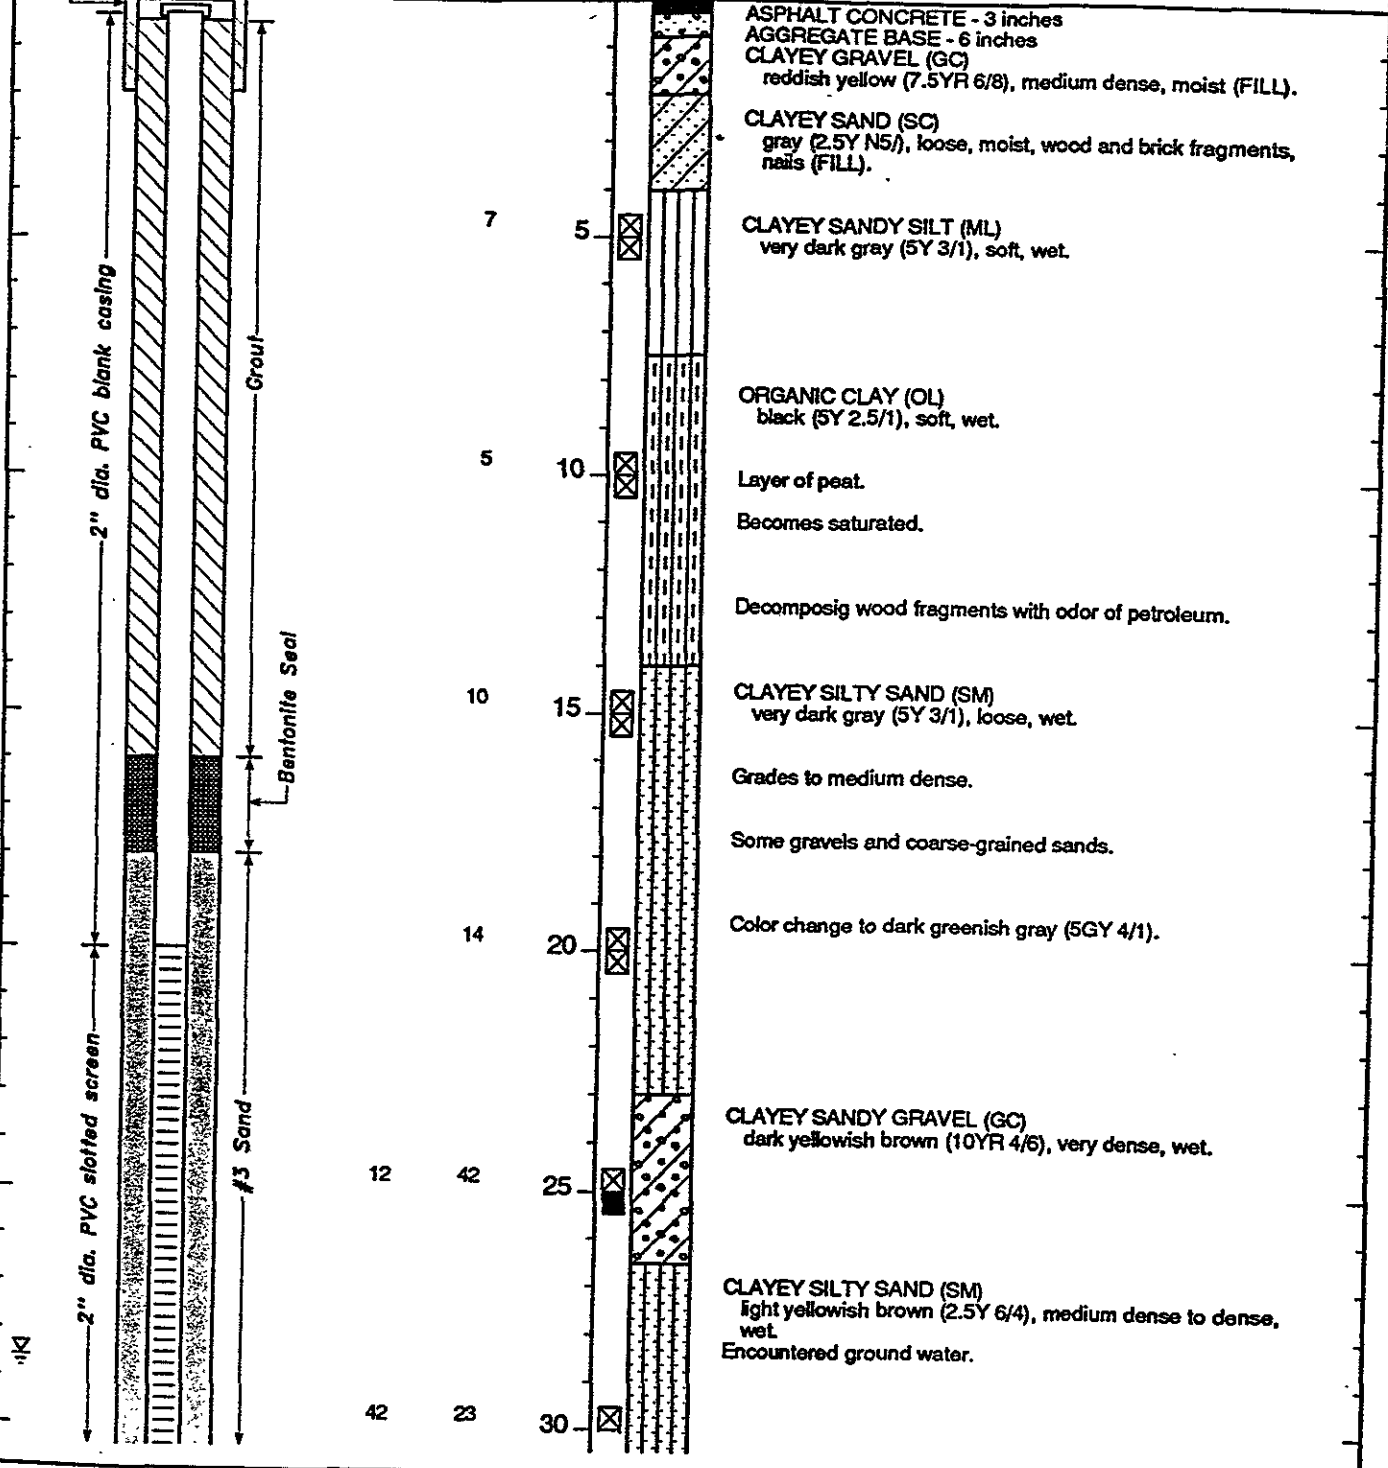 ASPHALT CONCRETE - 3 inches
AGGREGATE BASE - 6 inches
CLAYEY GRAVEL (GC)
reddish yellow (7.5YR 6/8), medium dense, moist (FILL).
CLAYEY SAND (SC)
gray (2.5Y N5/), loose, moist, wood and brick fragments,
nails (FILL).
7
5
CLAYEY SANDY SILT (ML)
very dark gray (5Y 3/1), soft, wet.
2" dia. PVC blank casing
Grout
ORGANIC CLAY (OL)
black (5Y 2.5/1), soft, wet.
5
10
Layer of peat.
Becomes saturated.
Decomposig wood fragments with odor of petroleum.
Bentonite Seal
10
15
CLAYEY SILTY SAND (SM)
very dark gray (5Y 3/1), loose, wet.
Grades to medium dense.
Some gravels and coarse-grained sands.
14
20
Color change to dark greenish gray (5GY 4/1).
2" dia. PVC slotted screen
#3 Sand
CLAYEY SANDY GRAVEL (GC)
dark yellowish brown (10YR 4/6), very dense, wet.
12
42
25
CLAYEY SILTY SAND (SM)
light yellowish brown (2.5Y 6/4), medium dense to dense,
wet.
Encountered ground water.
42
23
30